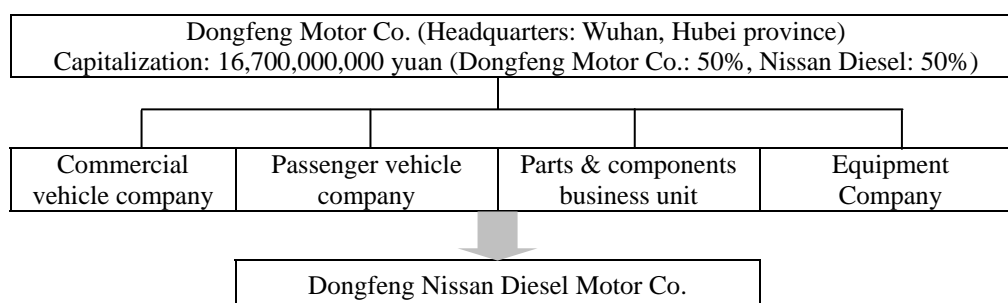 Dongfeng Motor Co. (Headquarters: Wuhan, Hubei province)
Capitalization: 16,700,000,000 yuan (Dongfeng Motor Co.: 50%, Nissan Diesel: 50%)
Commercial
vehicle company
Passenger vehicle
company
Parts & components
business unit
Equipment
Company
Dongfeng Nissan Diesel Motor Co.